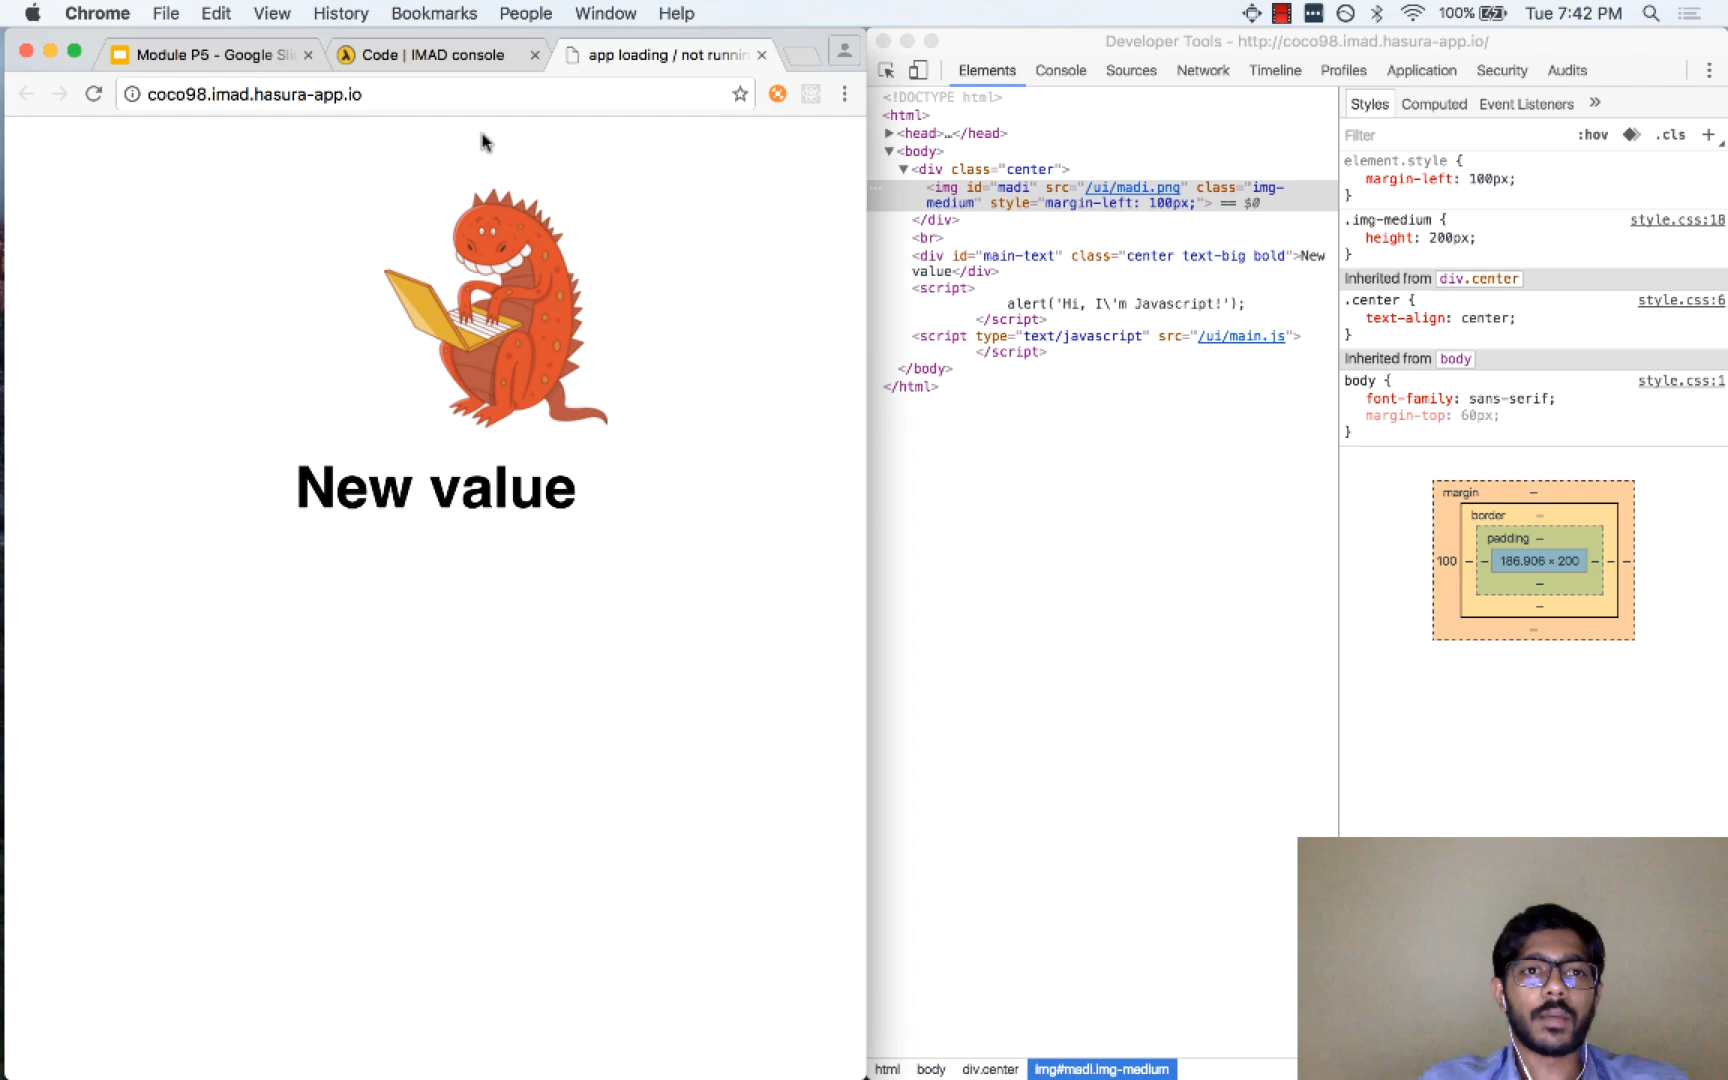 Chrome File Edit View History Bookmarks People Window Help
100% Tue 7:42 PM
Module P5 - Google Sli
Code | IMAD console
app loading / not runnin
coco98.imad.hasura-app.io
New value
Developer Tools - http://coco98.imad.hasura-app.io/
Elements Console Sources Network Timeline Profiles Application Security Audits
<!DOCTYPE html>
<html>
<head>…</head>
<body>
<div class="center">
<img id="madi" src="/ui/madi.png" class="img-
medium" style="margin-left: 100px;"> == $0
</div>
<br>
<div id="main-text" class="center text-big bold">New
value</div>
<script>
alert('Hi, I\'m Javascript!');
</script>
<script type="text/javascript" src="/ui/main.js">
</script>
</body>
</html>
html body div.center img#madi.img-medium
Styles Computed Event Listeners »
Filter :hov .cls +
element.style {
margin-left: 100px;
}
.img-medium { style.css:18
height: 200px;
}
Inherited from div.center
.center { style.css:6
text-align: center;
}
Inherited from body
body { style.css:1
font-family: sans-serif;
margin-top: 60px;
}
margin –
border –
padding –
100 – – 186.906 × 200 – – –
–
–
–